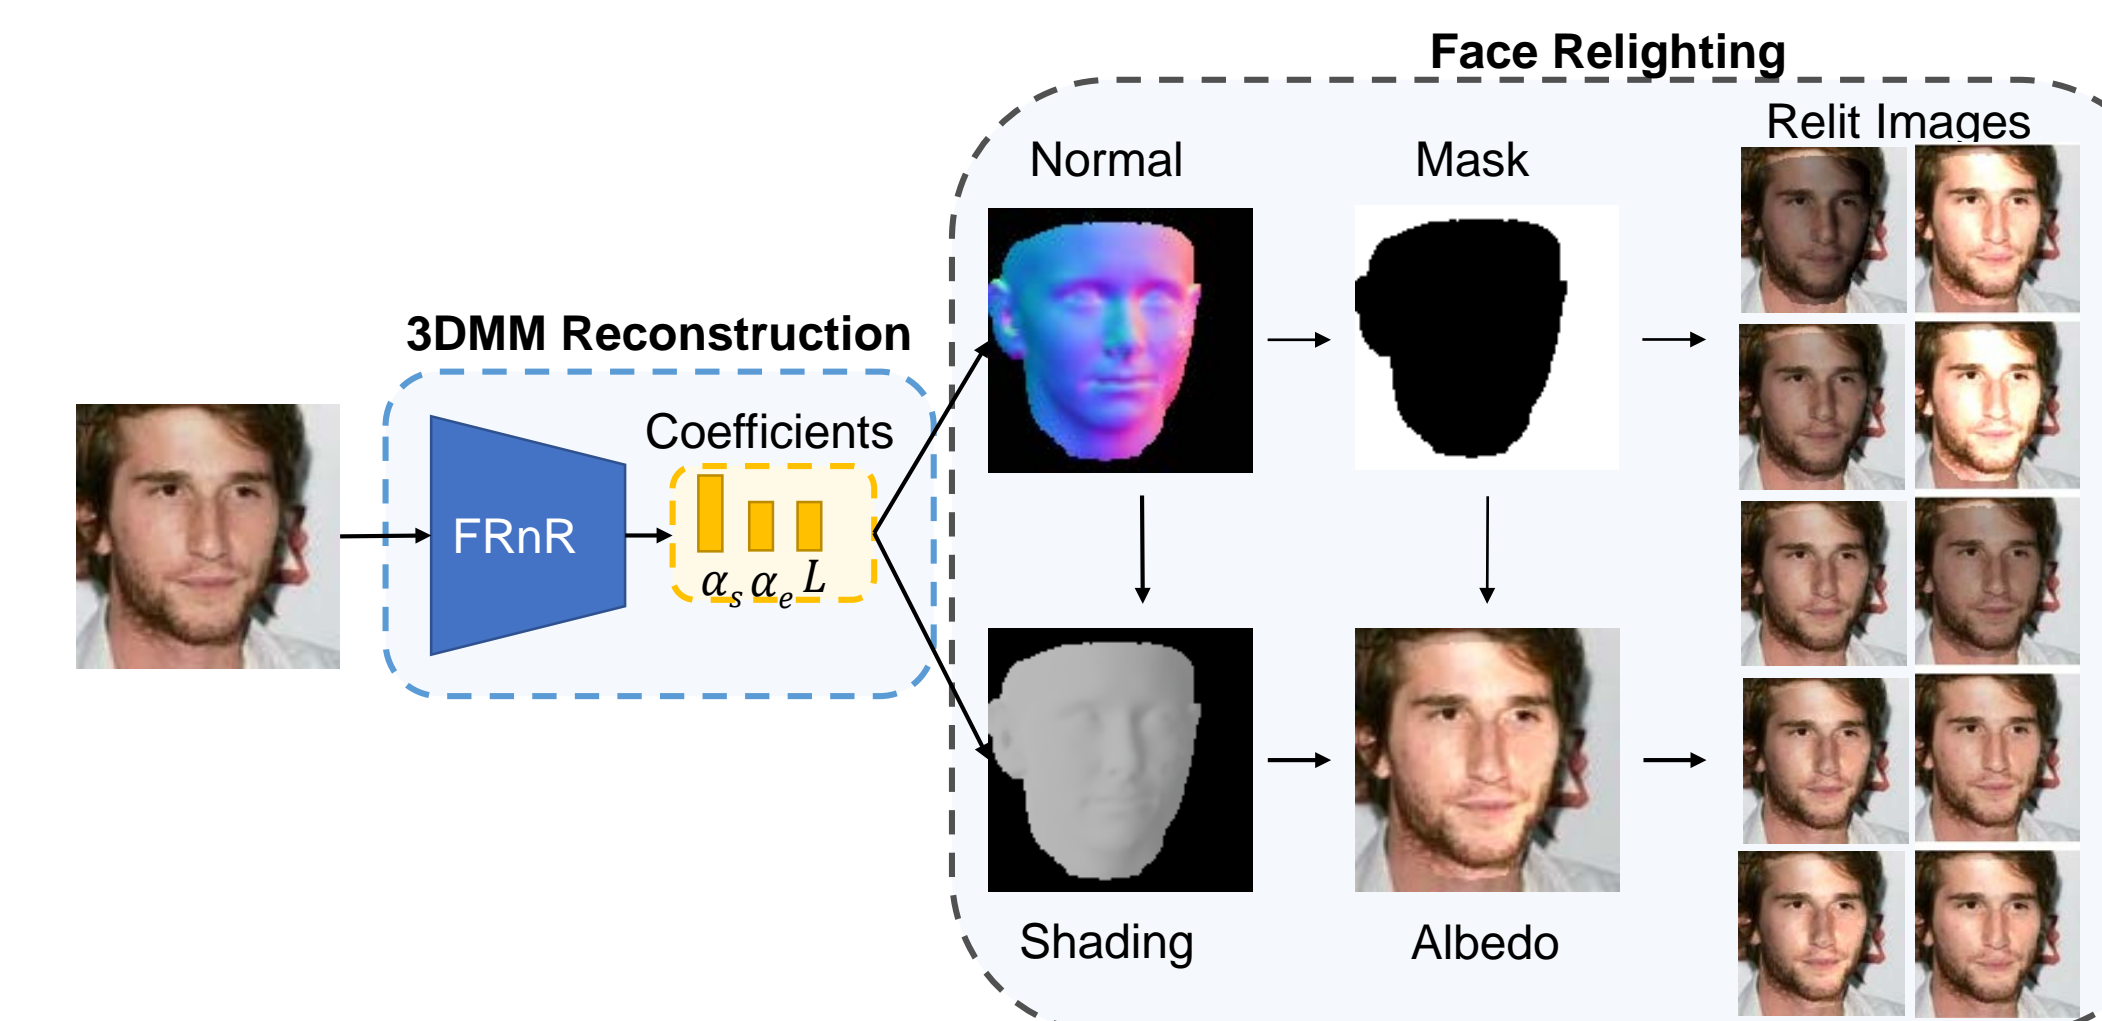 Face Relighting
Relit Images
Normal
Mask
3DMM Reconstruction
Coefficients
FRnR
αₛ αₑ L
Shading
Albedo